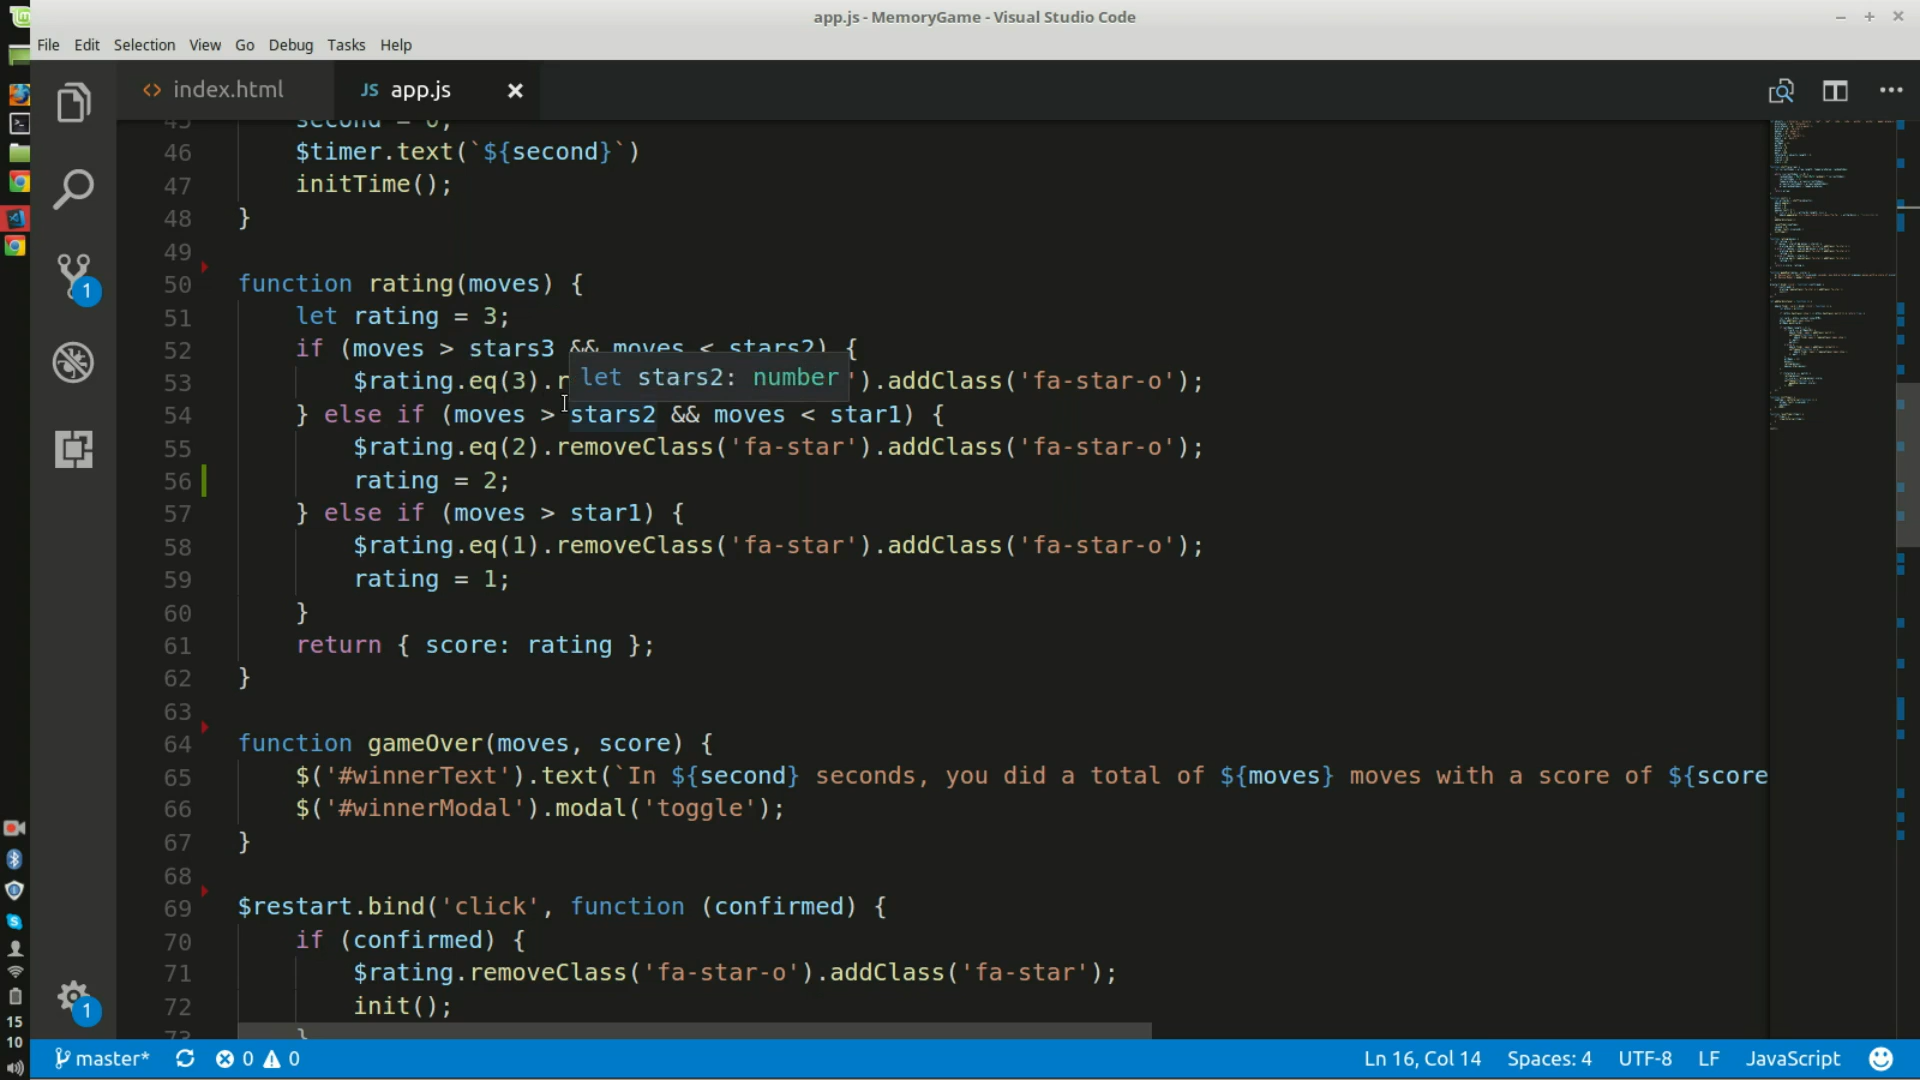 app.js - MemoryGame - Visual Studio Code
File Edit Selection View Go Debug Tasks Help
<> index.html JS app.js
45 second = 0;
46 $timer.text(`${second}`)
47 initTime();
48 }
49
50 function rating(moves) {
51 let rating = 3;
52 if (moves > stars3 && moves < stars2) {
53 $rating.eq(3).r let stars2: number ').addClass('fa-star-o');
54 } else if (moves > stars2 && moves < star1) {
55 $rating.eq(2).removeClass('fa-star').addClass('fa-star-o');
56 rating = 2;
57 } else if (moves > star1) {
58 $rating.eq(1).removeClass('fa-star').addClass('fa-star-o');
59 rating = 1;
60 }
61 return { score: rating };
62 }
63
64 function gameOver(moves, score) {
65 $('#winnerText').text(`In ${second} seconds, you did a total of ${moves} moves with a score of ${score
66 $('#winnerModal').modal('toggle');
67 }
68
69 $restart.bind('click', function (confirmed) {
70 if (confirmed) {
71 $rating.removeClass('fa-star-o').addClass('fa-star');
72 init();
73 }
1
1
15
10
master* 0 0 Ln 16, Col 14 Spaces: 4 UTF-8 LF JavaScript